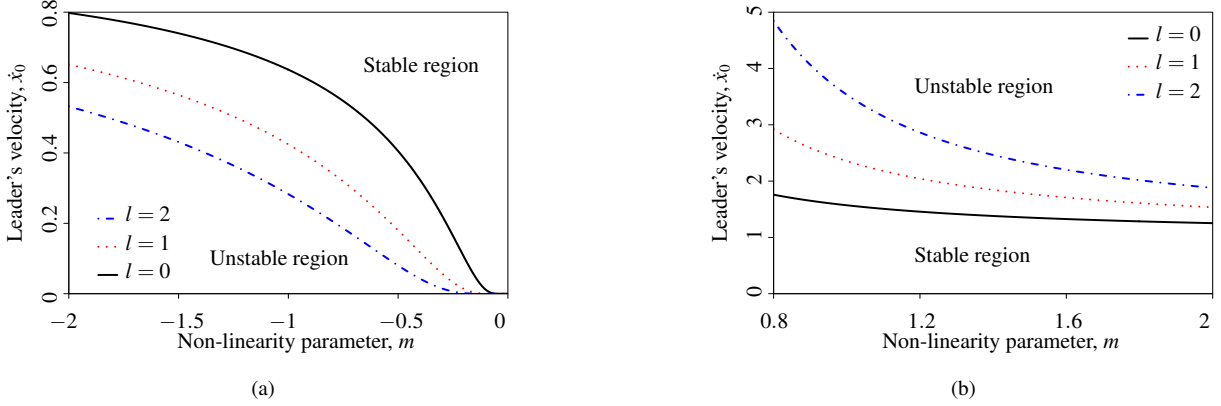 0.8
0.6
0.4
0.2
0
Leader's velocity, ẋ0
Stable region
Unstable region
l = 2
l = 1
l = 0
−2
−1.5
−1
−0.5
0
Non-linearity parameter, m
(a)
5
4
3
2
1
0
Leader's velocity, ẋ0
l = 0
l = 1
l = 2
Unstable region
Stable region
0.8
1.2
1.6
2
Non-linearity parameter, m
(b)